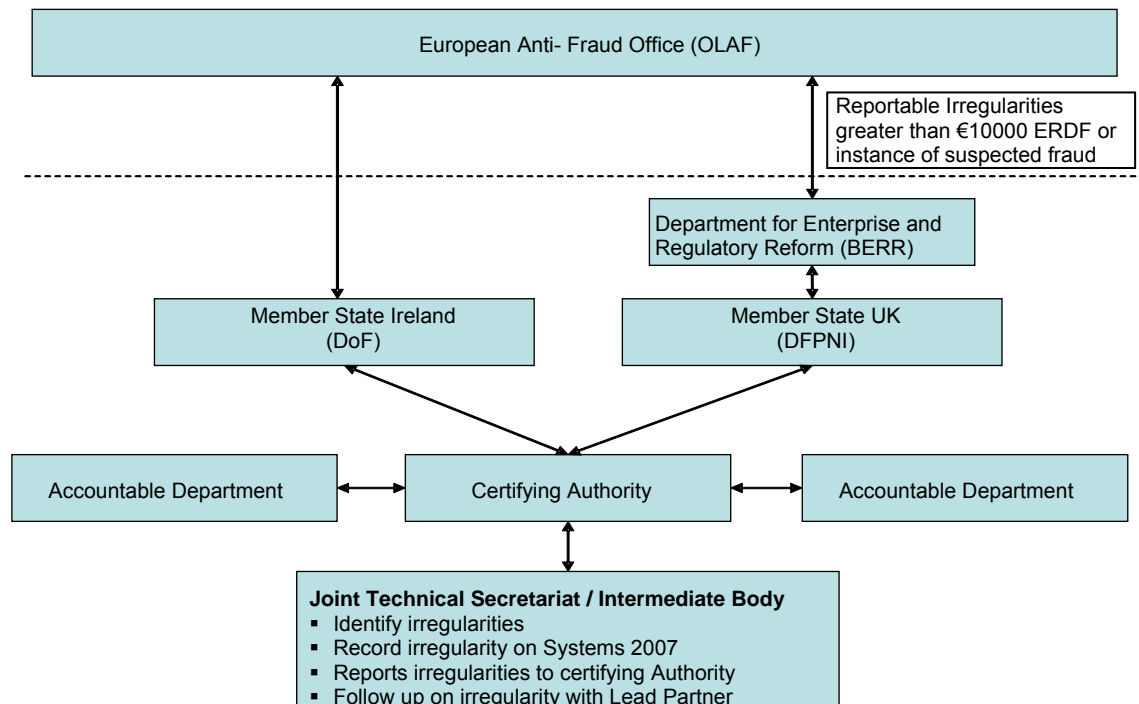 European Anti- Fraud Office (OLAF)
Reportable Irregularities
greater than €10000 ERDF or
instance of suspected fraud
Department for Enterprise and
Regulatory Reform (BERR)
Member State Ireland
(DoF)
Member State UK
(DFPNI)
Accountable Department
Certifying Authority
Accountable Department
Joint Technical Secretariat / Intermediate Body
▪ Identify irregularities
▪ Record irregularity on Systems 2007
▪ Reports irregularities to certifying Authority
▪ Follow up on irregularity with Lead Partner